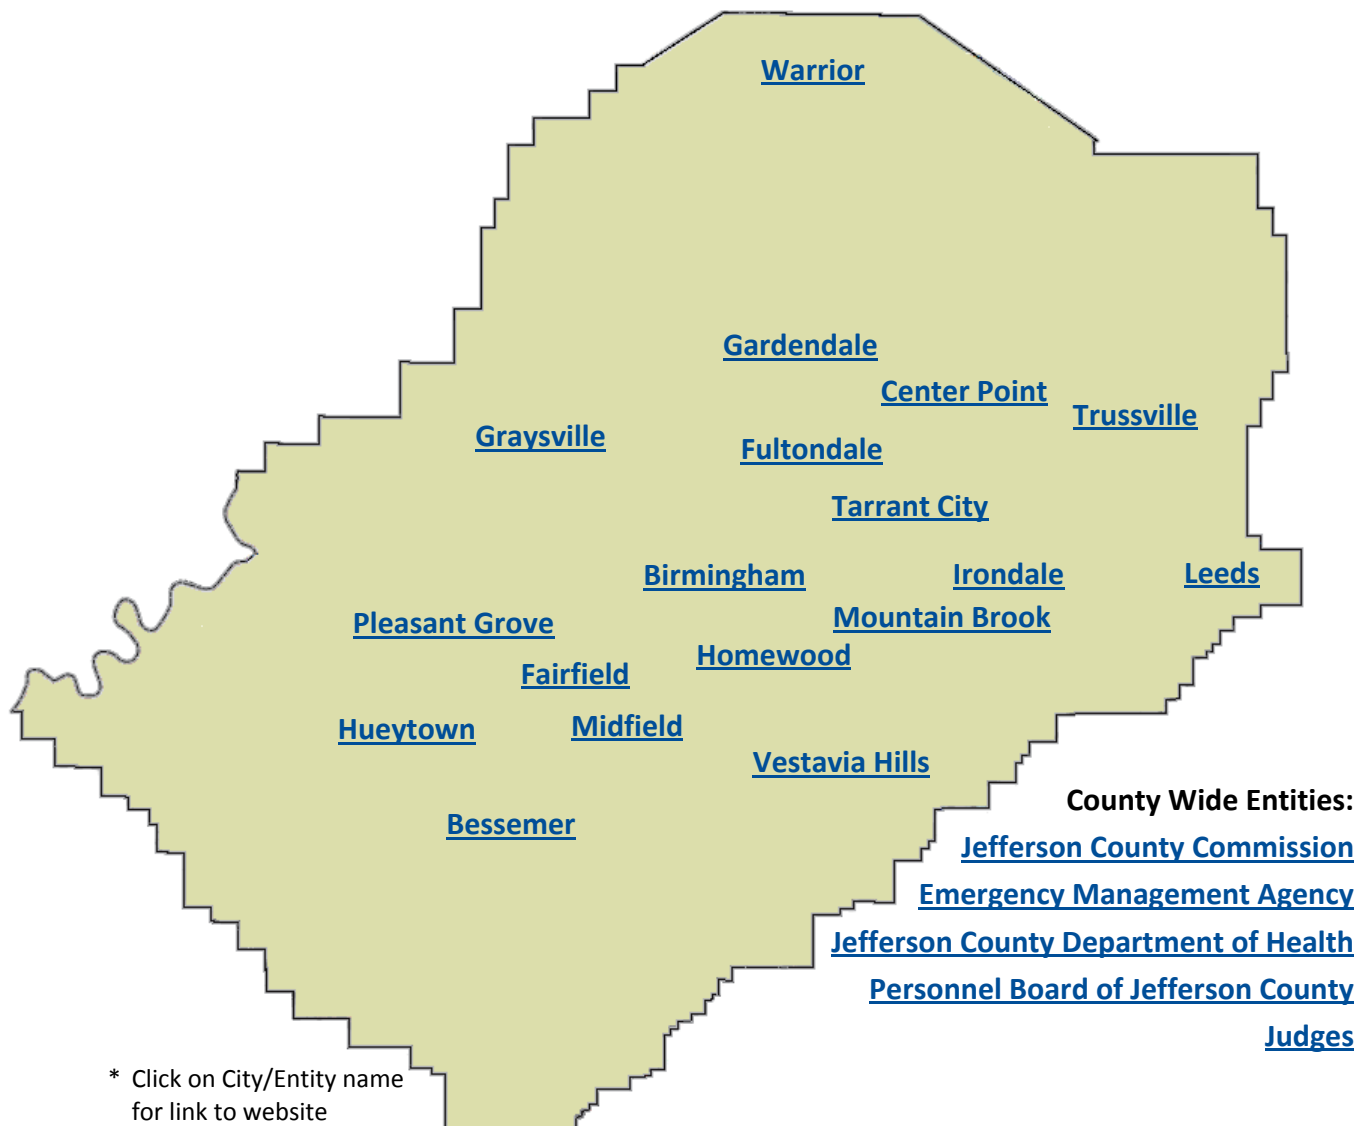 Warrior
Gardendale
Center Point
Trussville
Graysville
Fultondale
Tarrant City
Birmingham
Irondale
Leeds
Pleasant Grove
Mountain Brook
Homewood
Fairfield
Hueytown
Midfield
Vestavia Hills
Bessemer
County Wide Entities:
Jefferson County Commission
Emergency Management Agency
Jefferson County Department of Health
Personnel Board of Jefferson County
Judges
* Click on City/Entity name
for link to website